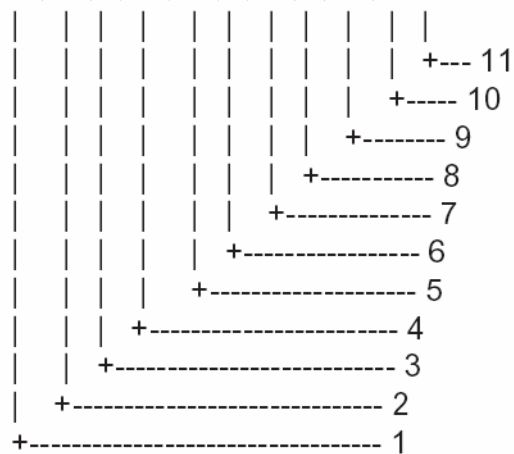 | | | | | | | | | | |
| | | | | | | | | | +--- 11
| | | | | | | | | +----- 10
| | | | | | | | +-------- 9
| | | | | | | +----------- 8
| | | | | | +-------------- 7
| | | | | +---------------- 6
| | | | +------------------- 5
| | | +----------------------- 4
| | +-------------------------- 3
| +----------------------------- 2
+--------------------------------- 1